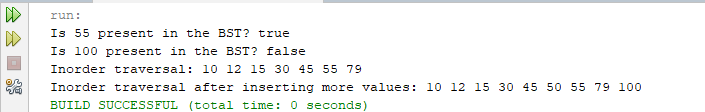 run:
Is 55 present in the BST? true
Is 100 present in the BST? false
Inorder traversal: 10 12 15 30 45 55 79
Inorder traversal after inserting more values: 10 12 15 30 45 50 55 79 100
BUILD SUCCESSFUL (total time: 0 seconds)